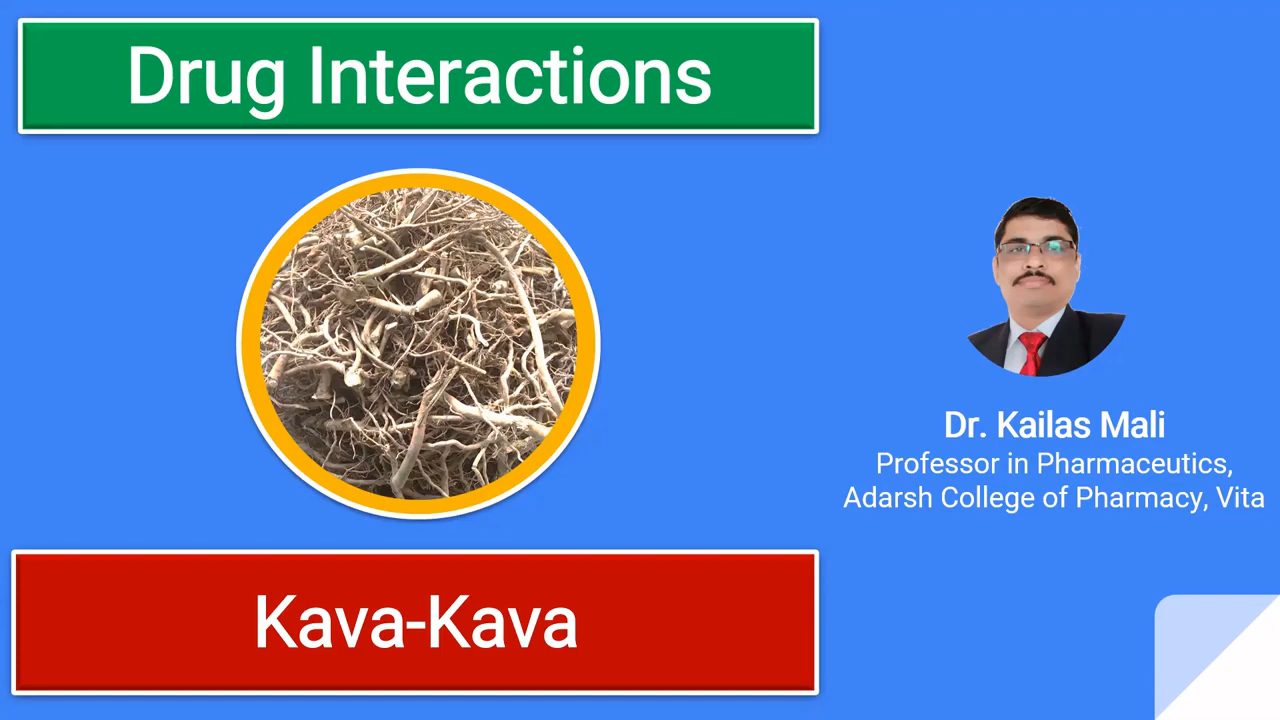 Drug Interactions
Dr. Kailas Mali
Professor in Pharmaceutics,
Adarsh College of Pharmacy, Vita
Kava-Kava